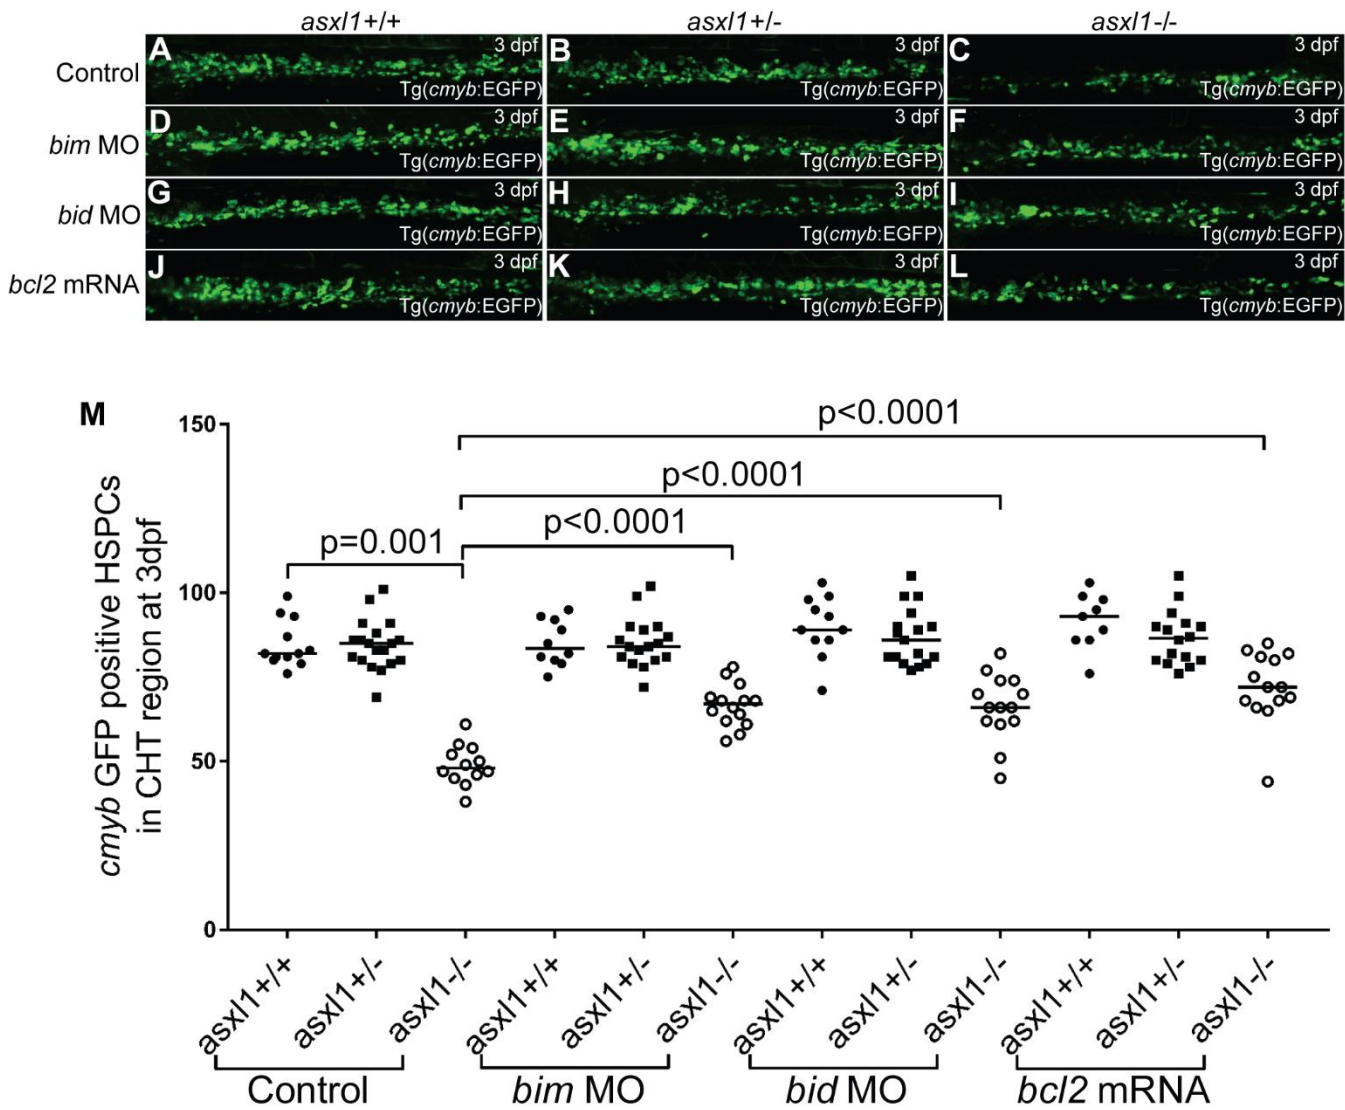 asxl1+/+ asxl1+/- asxl1-/-
Control A 3 dpf Tg(cmyb:EGFP) B 3 dpf Tg(cmyb:EGFP) C 3 dpf Tg(cmyb:EGFP)
bim MO D 3 dpf Tg(cmyb:EGFP) E 3 dpf Tg(cmyb:EGFP) F 3 dpf Tg(cmyb:EGFP)
bid MO G 3 dpf Tg(cmyb:EGFP) H 3 dpf Tg(cmyb:EGFP) I 3 dpf Tg(cmyb:EGFP)
bcl2 mRNA J 3 dpf Tg(cmyb:EGFP) K 3 dpf Tg(cmyb:EGFP) L 3 dpf Tg(cmyb:EGFP)
M
cmyb GFP positive HSPCs
in CHT region at 3dpf
150
100
50
0
p<0.0001
p<0.0001
p<0.0001
p=0.001
asxl1+/+ asxl1+/- asxl1-/- asxl1+/+ asxl1+/- asxl1-/- asxl1+/+ asxl1+/- asxl1-/- asxl1+/+ asxl1+/- asxl1-/-
Control bim MO bid MO bcl2 mRNA